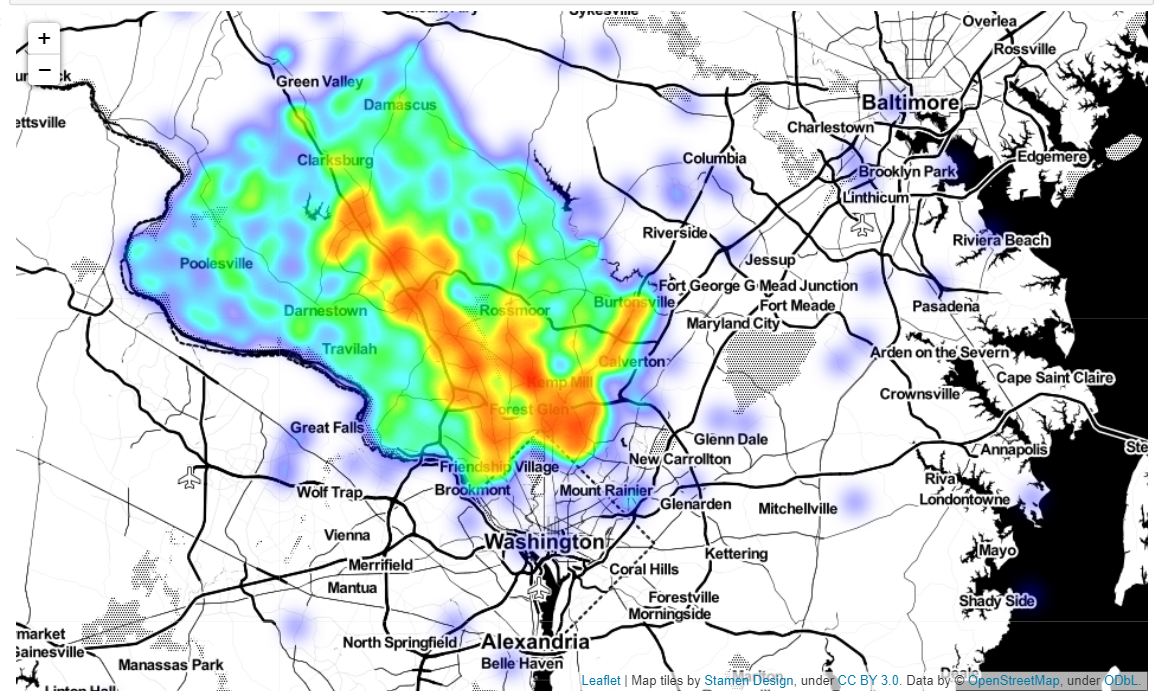 Sykesville
Overlea
+
Rossville
−
Green Valley
Damascus
Baltimore
ettsville
Charlestown
Clarksburg
Columbia
Edgemere
Brooklyn Park
Linthicum
Riverside
Riviera Beach
Poolesville
Jessup
Fort George G
Mead Junction
Burtonsville
Fort Meade
Pasadena
Darnestown
Rossmoor
Maryland City
Travilah
Arden on the Severn
Calverton
Cape Saint Claire
Kemp Mill
Crownsville
Forest Glen
Great Falls
Glenn Dale
Annapolis
Ste
New Carrollton
Friendship Village
Riva
Wolf Trap
Brookmont
Mount Rainier
Londontowne
Glenarden
Mitchellville
Vienna
Washington
Mayo
Kettering
Merrifield
Coral Hills
Mantua
Forestville
Shady Side
Morningside
market
North Springfield
Alexandria
Gainesville
Manassas Park
Belle Haven
Leaflet | Map tiles by Stamen Design, under CC BY 3.0. Data by © OpenStreetMap, under ODbL.